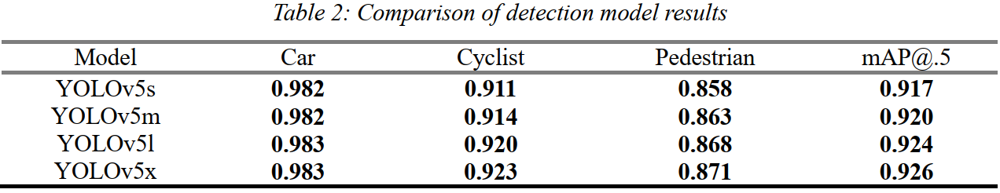 Table 2: Comparison of detection model results
Model Car Cyclist Pedestrian mAP@.5
YOLOv5s 0.982 0.911 0.858 0.917
YOLOv5m 0.982 0.914 0.863 0.920
YOLOv5l 0.983 0.920 0.868 0.924
YOLOv5x 0.983 0.923 0.871 0.926